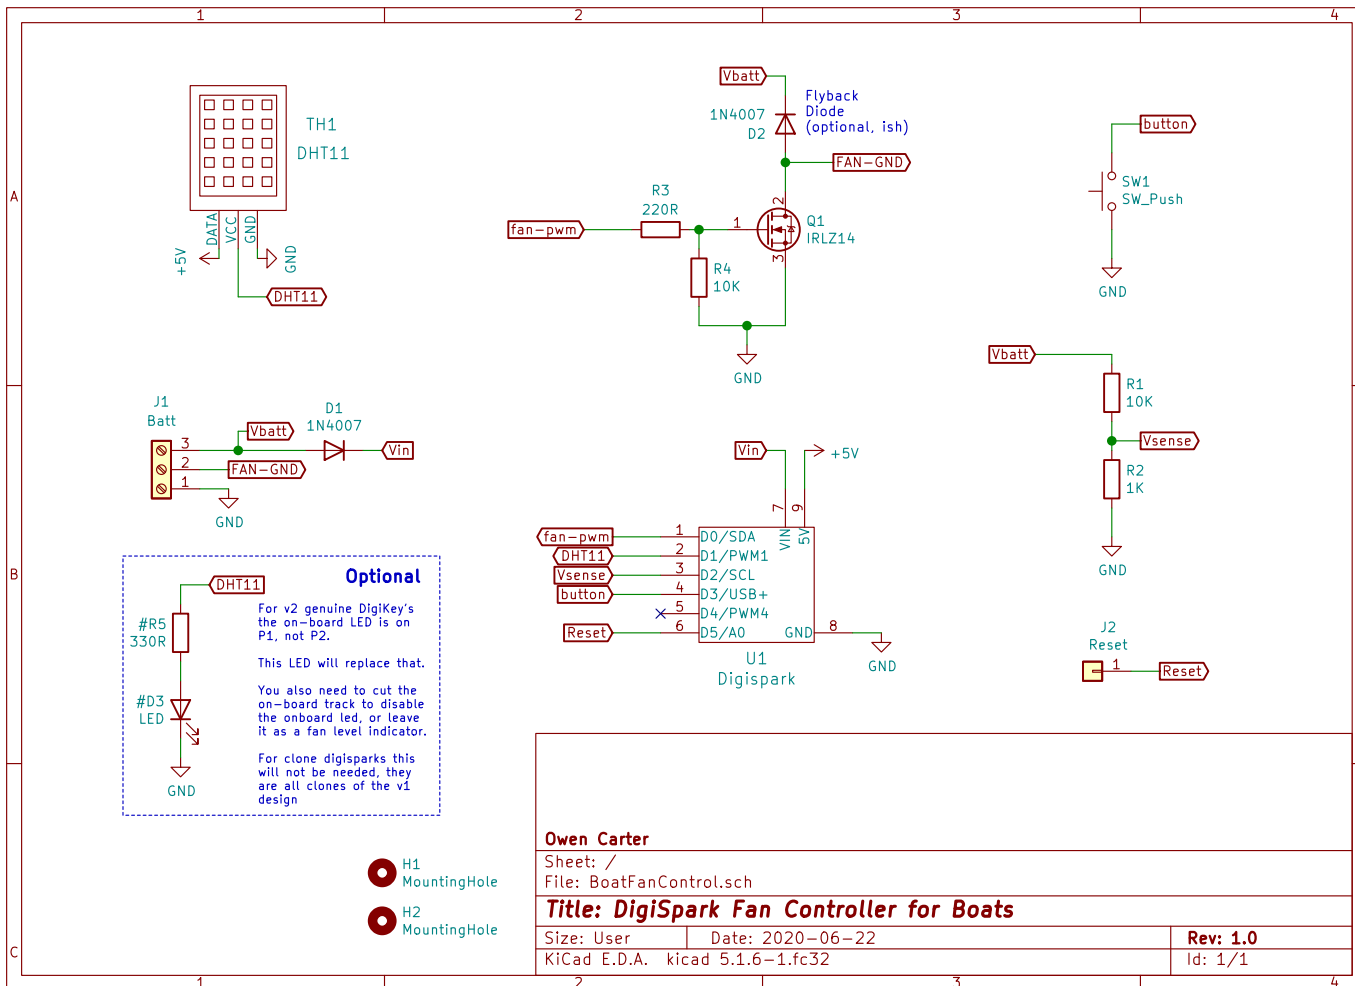 1 2 3 4
A
B
C
TH1
DHT11
DATA
VCC
GND
+5V
GND
DHT11
Vbatt
Flyback
Diode
(optional, ish)
1N4007
D2
FAN-GND
R3
220R
fan-pwm
1
2
3
Q1
IRLZ14
R4
10K
GND
button
SW1
SW_Push
GND
Vbatt
R1
10K
Vsense
R2
1K
GND
J1
Batt
3
2
1
Vbatt
FAN-GND
GND
D1
1N4007
Vin
Vin
+5V
7
9
VIN
5V
fan-pwm 1 D0/SDA
DHT11 2 D1/PWM1
Vsense 3 D2/SCL
button 4 D3/USB+
5 D4/PWM4
Reset 6 D5/A0
GND 8
GND
U1
Digispark
J2
Reset
1
Reset
Optional
DHT11
#R5
330R
#D3
LED
GND
For v2 genuine DigiKey's
the on-board LED is on
P1, not P2.
This LED will replace that.
You also need to cut the
on-board track to disable
the onboard led, or leave
it as a fan level indicator.
For clone digisparks this
will not be needed, they
are all clones of the v1
design
H1
MountingHole
H2
MountingHole
Owen Carter
Sheet: /
File: BoatFanControl.sch
Title: DigiSpark Fan Controller for Boats
Size: User Date: 2020-06-22 Rev: 1.0
KiCad E.D.A. kicad 5.1.6-1.fc32 Id: 1/1
1 2 3 4